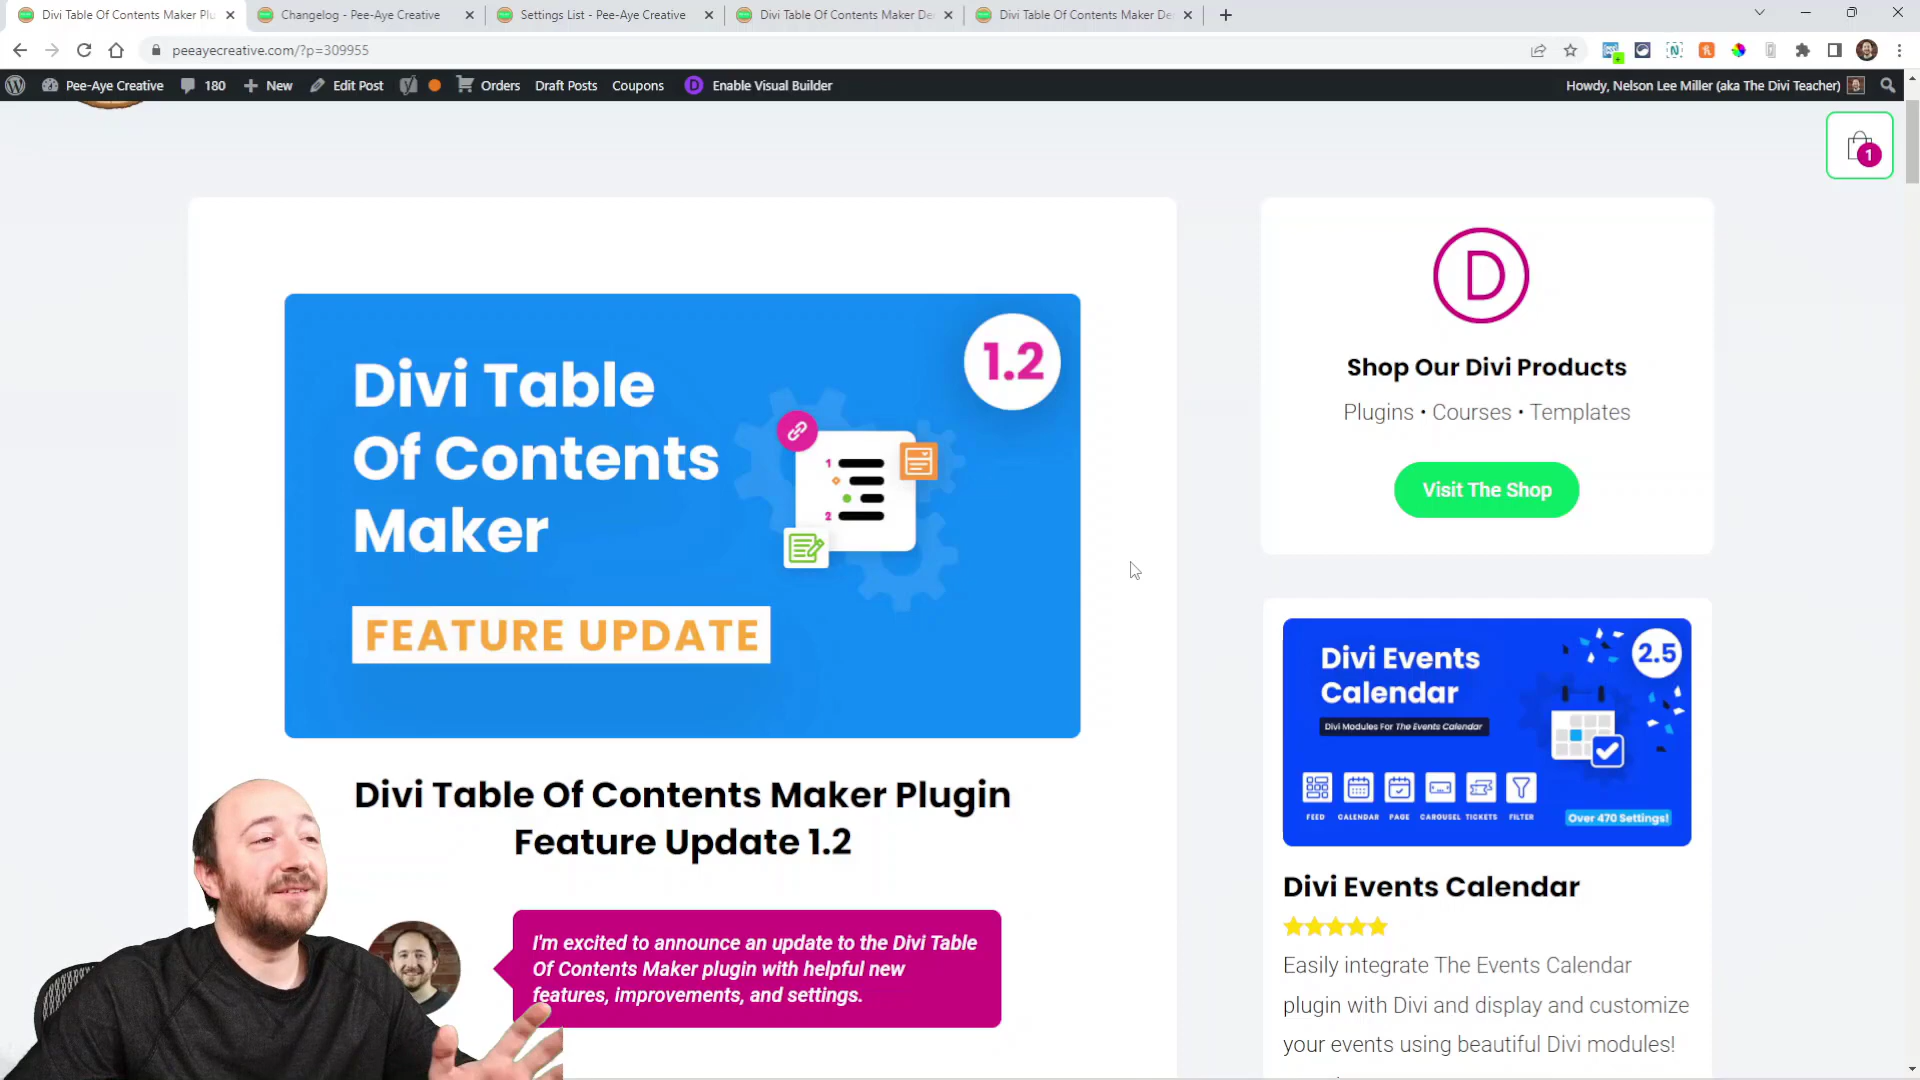 Divi Table Of Contents Maker Plu
Changelog - Pee-Aye Creative
Settings List - Pee-Aye Creative
Divi Table Of Contents Maker De
Divi Table Of Contents Maker De
peeayecreative.com/?p=309955
Pee-Aye Creative
180
New
Edit Post
Orders
Draft Posts
Coupons
D
Enable Visual Builder
Howdy, Nelson Lee Miller (aka The Divi Teacher)
1
Divi Table
Of Contents
Maker
1.2
1
2
FEATURE UPDATE
Divi Table Of Contents Maker Plugin
Feature Update 1.2
I'm excited to announce an update to the Divi Table
Of Contents Maker plugin with helpful new
features, improvements, and settings.
D
Shop Our Divi Products
Plugins • Courses • Templates
Visit The Shop
Divi Events
Calendar
2.5
Divi Modules For The Events Calendar
FEED
CALENDAR
PAGE
CAROUSEL
TICKETS
FILTER
Over 470 Settings!
Divi Events Calendar
Easily integrate The Events Calendar
plugin with Divi and display and customize
your events using beautiful Divi modules!